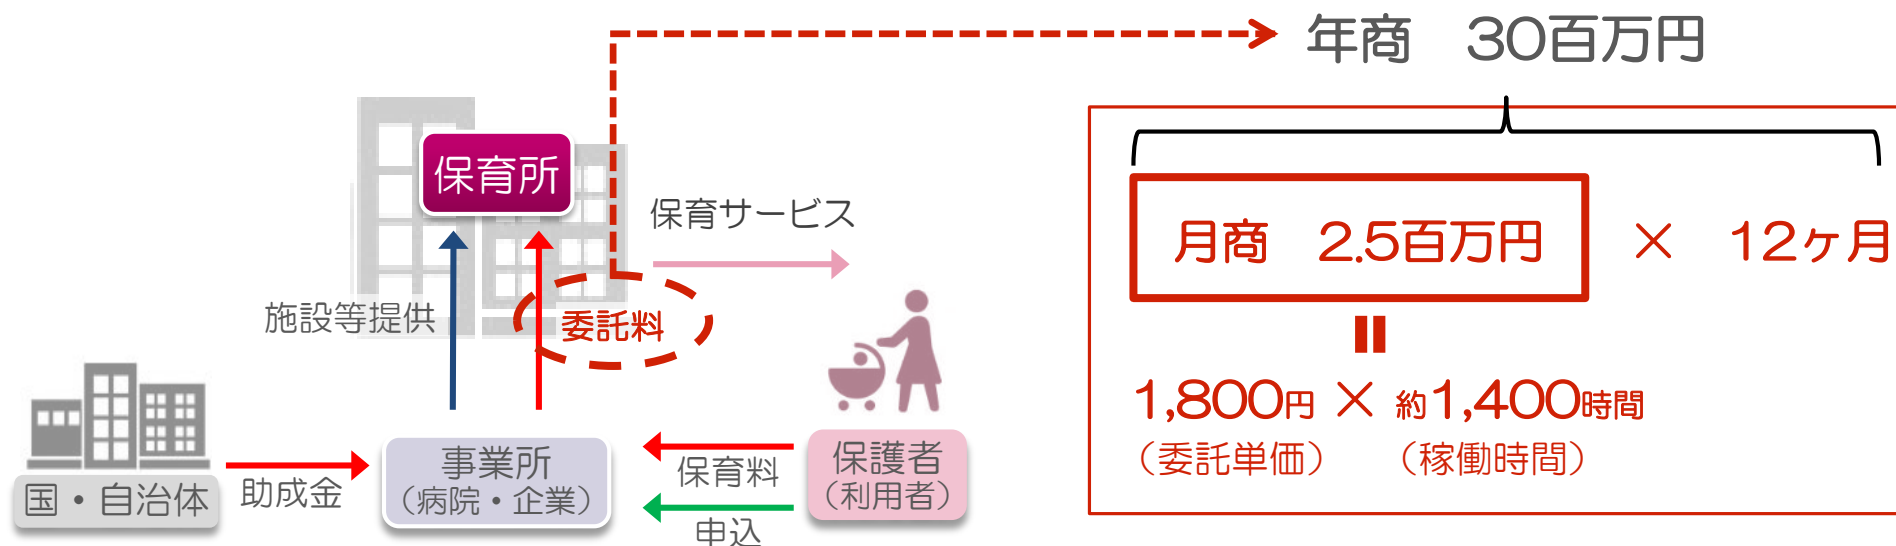 年商　30百万円
保育所
保育サービス
月商　2.5百万円　×　12ヶ月
施設等提供
委託料
=
1,800円 × 約1,400時間
（委託単価）　（稼働時間）
国・自治体
助成金
事業所
（病院・企業）
保育料
申込
保護者
（利用者）